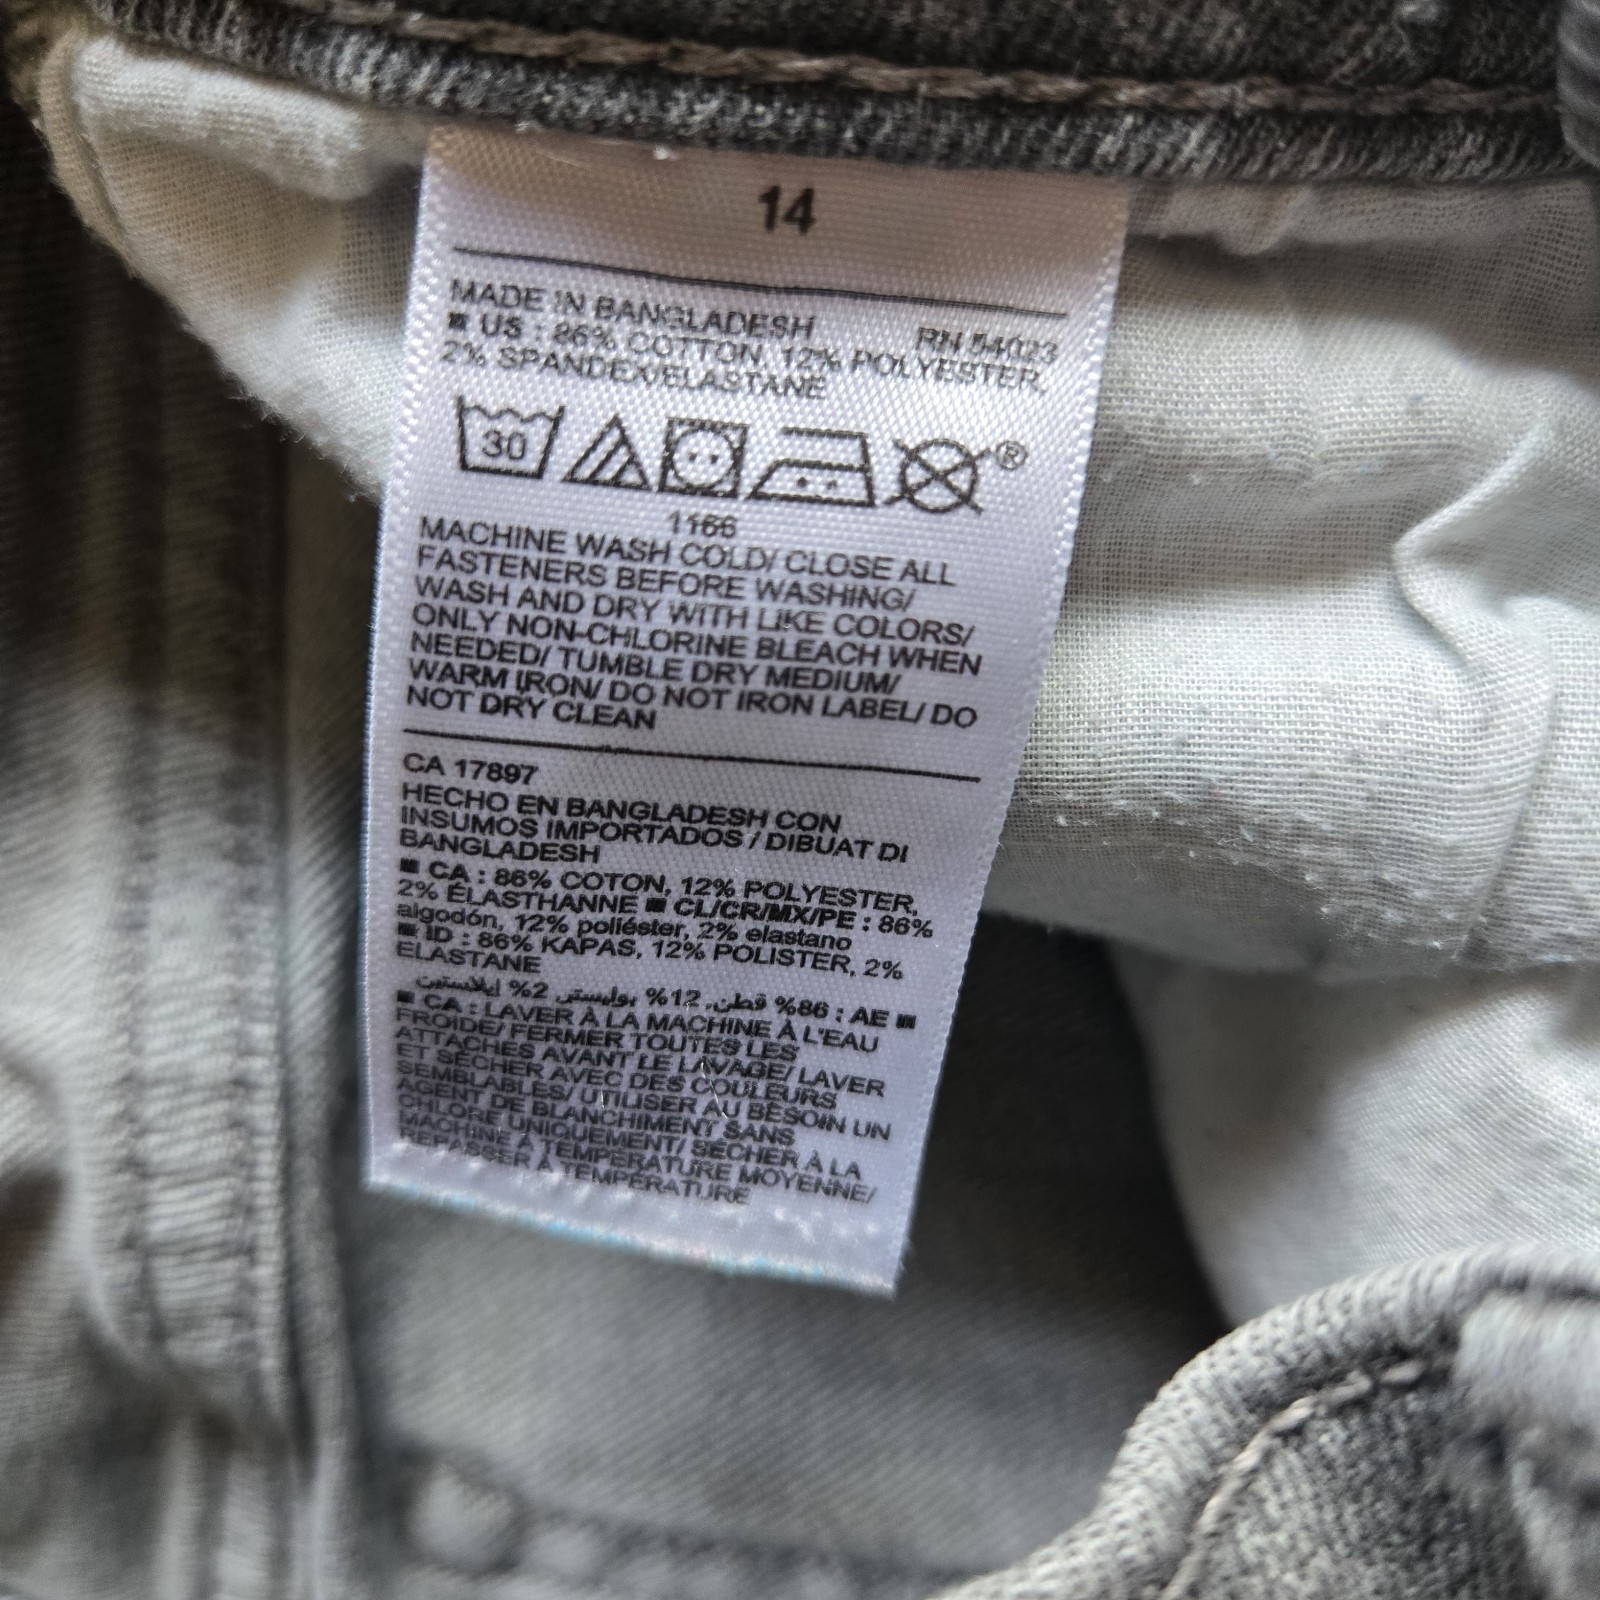 14
MADE IN BANGLADESH RN 54023
■ US : 86% COTTON, 12% POLYESTER,
2% SPANDEX/ELASTANE
30 ®
1166
MACHINE WASH COLD/ CLOSE ALL
FASTENERS BEFORE WASHING/
WASH AND DRY WITH LIKE COLORS/
ONLY NON-CHLORINE BLEACH WHEN
NEEDED/ TUMBLE DRY MEDIUM/
WARM IRON/ DO NOT IRON LABEL/ DO
NOT DRY CLEAN
CA 17897
HECHO EN BANGLADESH CON
INSUMOS IMPORTADOS / DIBUAT DI
BANGLADESH
■ CA : 86% COTON, 12% POLYESTER,
2% ÉLASTHANNE ■ CL/CR/MX/PE : 86%
algodón, 12% poliéster, 2% elastano
■ ID : 86% KAPAS, 12% POLISTER, 2%
ELASTANE
■ AE : 86% قطن, 12% بوليستر, 2% إيلاستين
■ CA : LAVER À LA MACHINE À L'EAU
FROIDE/ FERMER TOUTES LES
ATTACHES AVANT LE LAVAGE/ LAVER
ET SÉCHER AVEC DES COULEURS
SEMBLABLES/ UTILISER AU BESOIN UN
AGENT DE BLANCHIMENT SANS
CHLORE UNIQUEMENT/ SÉCHER À LA
MACHINE À TEMPÉRATURE MOYENNE/
REPASSER À TEMPÉRATURE